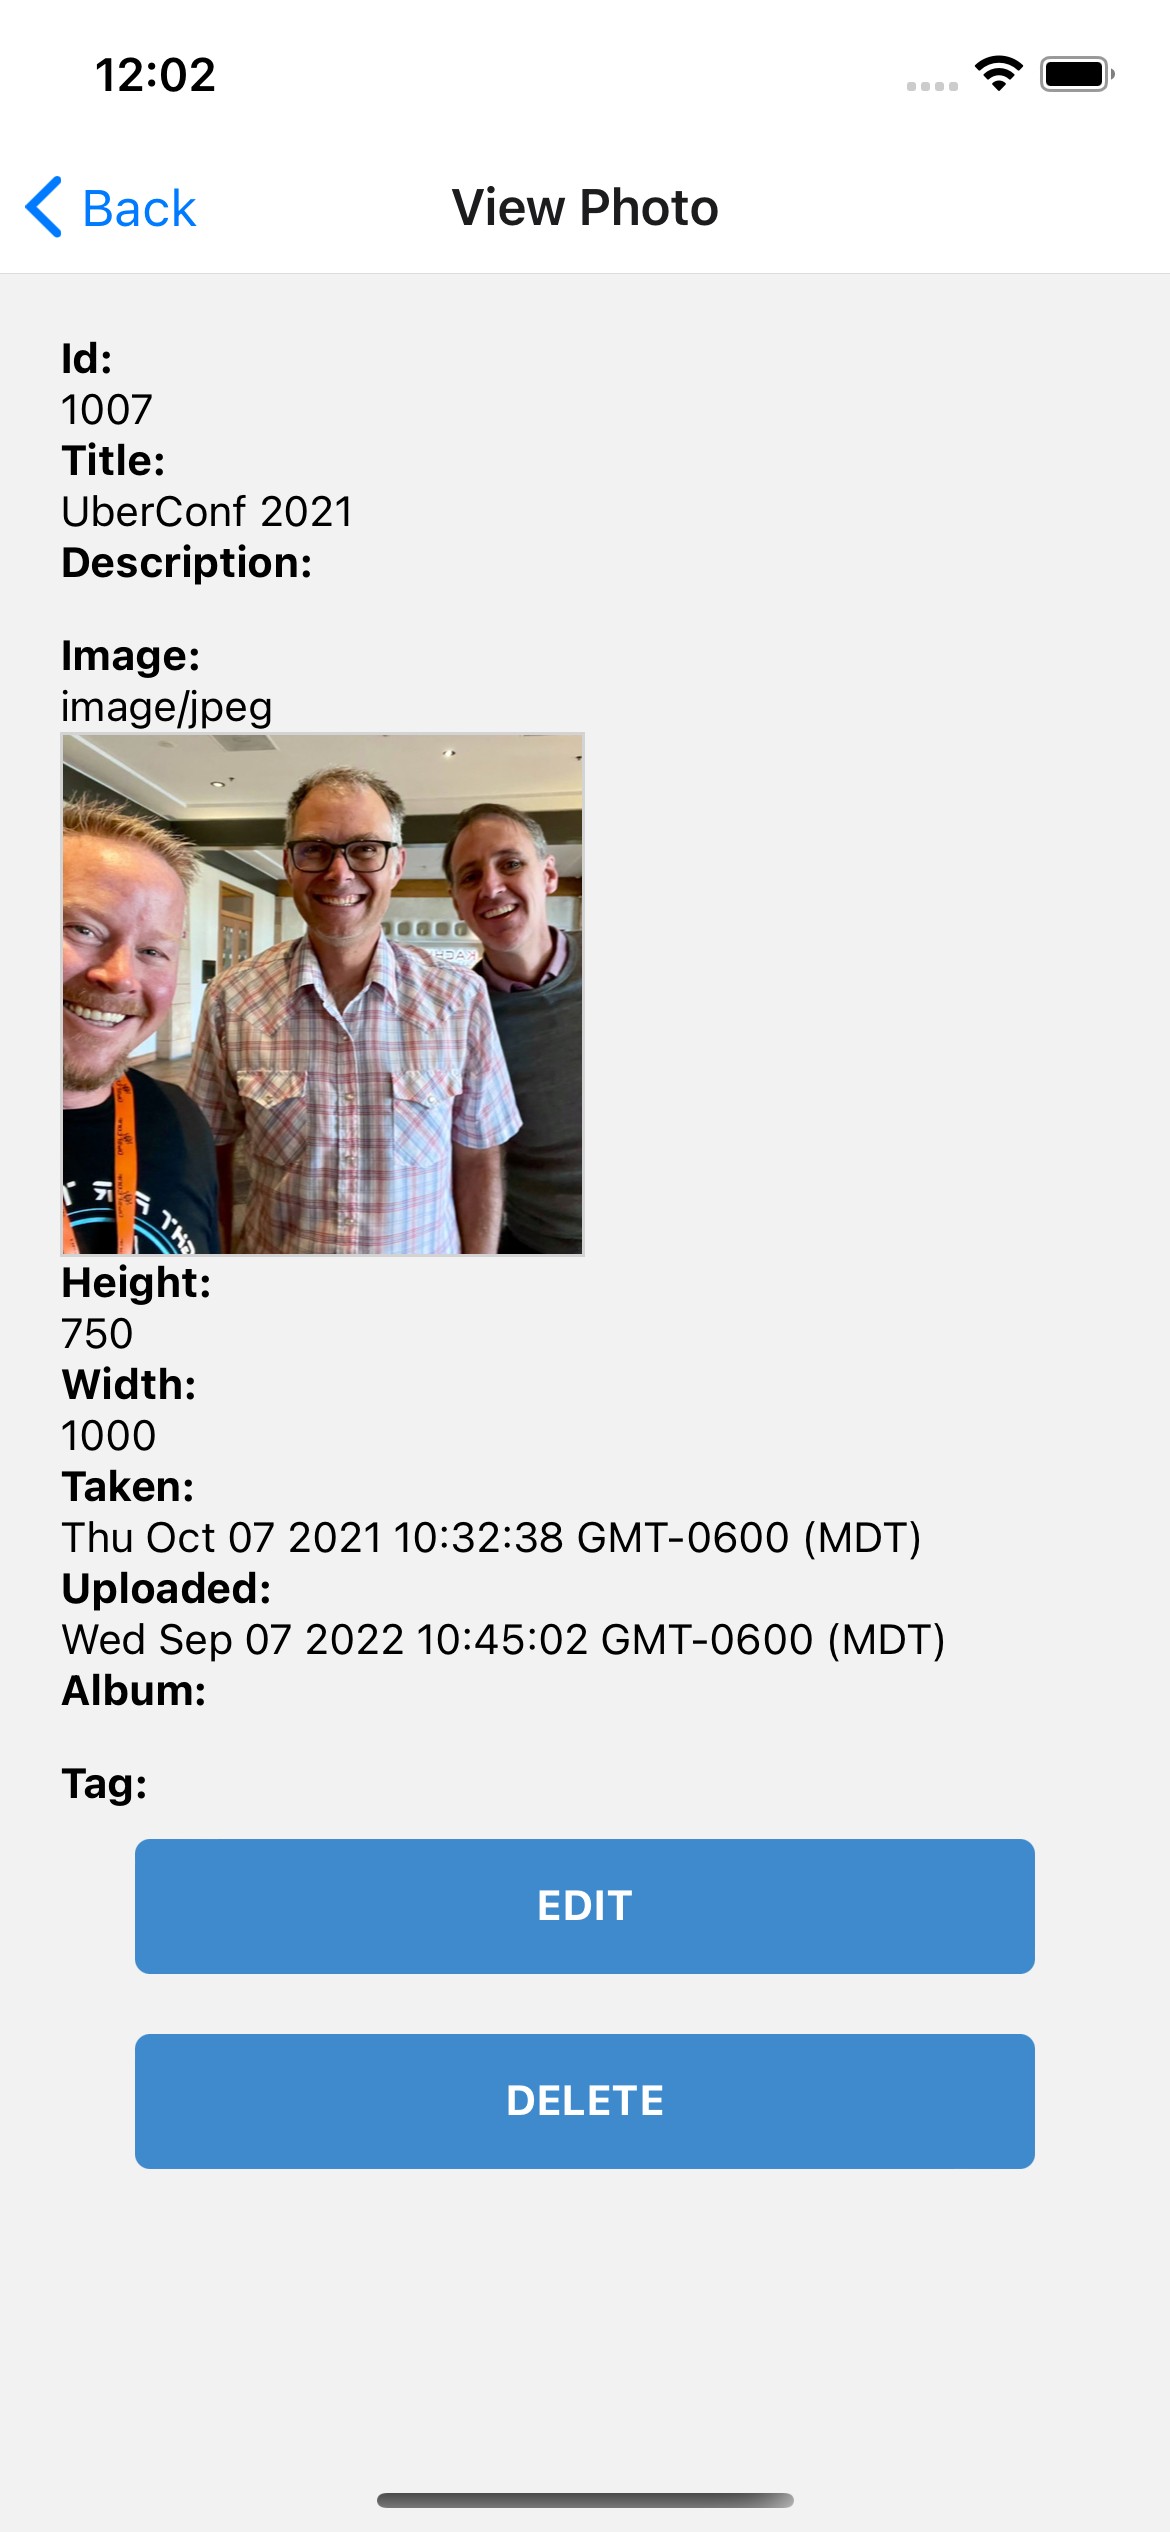 12:02
Back
View Photo
Id:
1007
Title:
UberConf 2021
Description:
Image:
image/jpeg
Height:
750
Width:
1000
Taken:
Thu Oct 07 2021 10:32:38 GMT-0600 (MDT)
Uploaded:
Wed Sep 07 2022 10:45:02 GMT-0600 (MDT)
Album:
Tag:
EDIT
DELETE